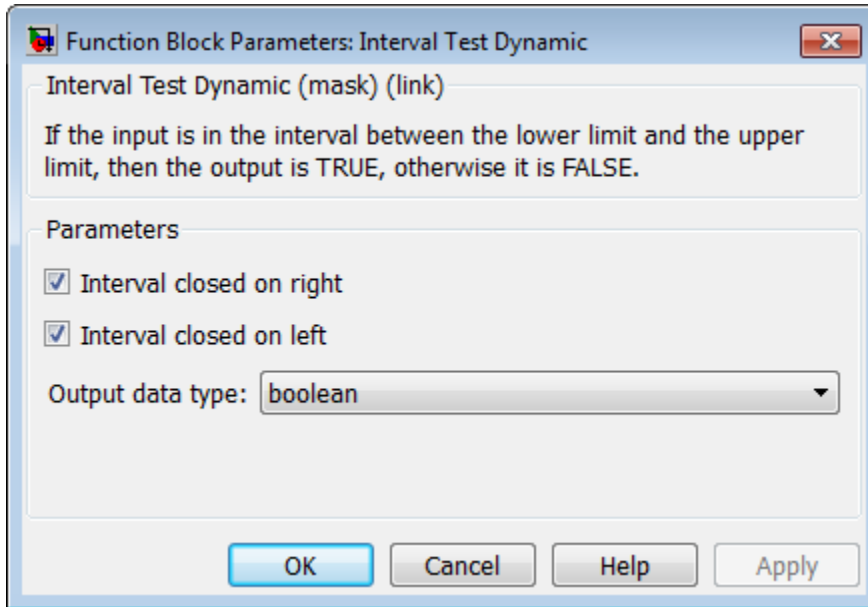 Function Block Parameters: Interval Test Dynamic
Interval Test Dynamic (mask) (link)
If the input is in the interval between the lower limit and the upper
limit, then the output is TRUE, otherwise it is FALSE.
Parameters
Interval closed on right
Interval closed on left
Output data type: boolean
OK Cancel Help Apply